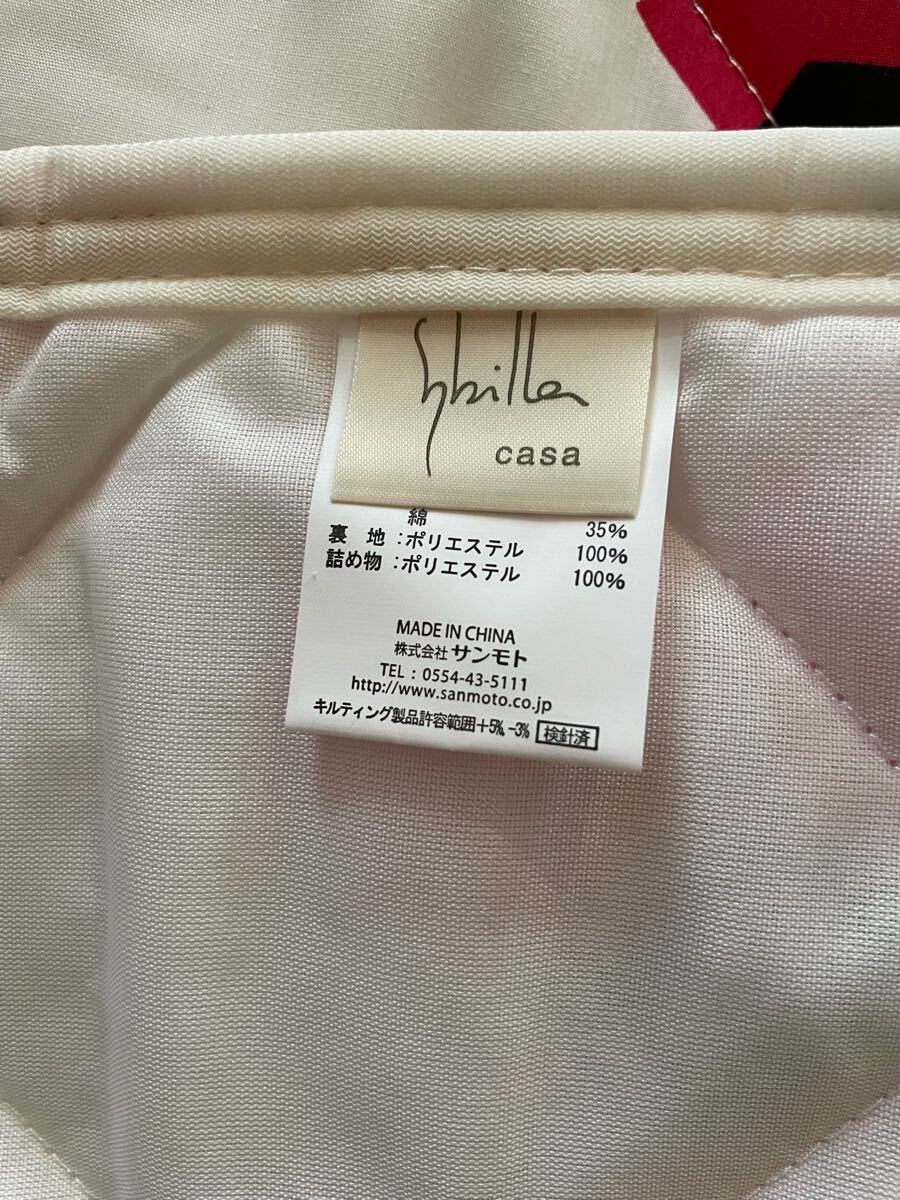 Sybilla
casa
綿 35%
裏 地:ポリエステル 100%
詰め物:ポリエステル 100%
MADE IN CHINA
株式会社 サンモト
TEL : 0554-43-5111
http://www.sanmoto.co.jp
キルティング製品許容範囲+5%,-3% 検針済